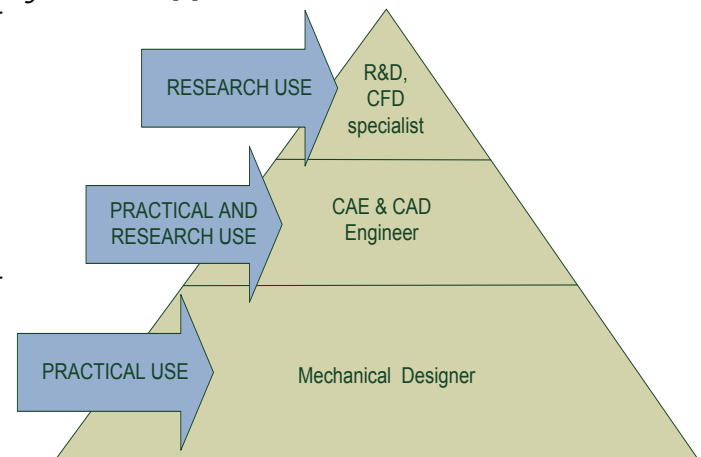 RESEARCH USE
R&D,
CFD
specialist
PRACTICAL AND
RESEARCH USE
CAE & CAD
Engineer
PRACTICAL USE
Mechanical Designer